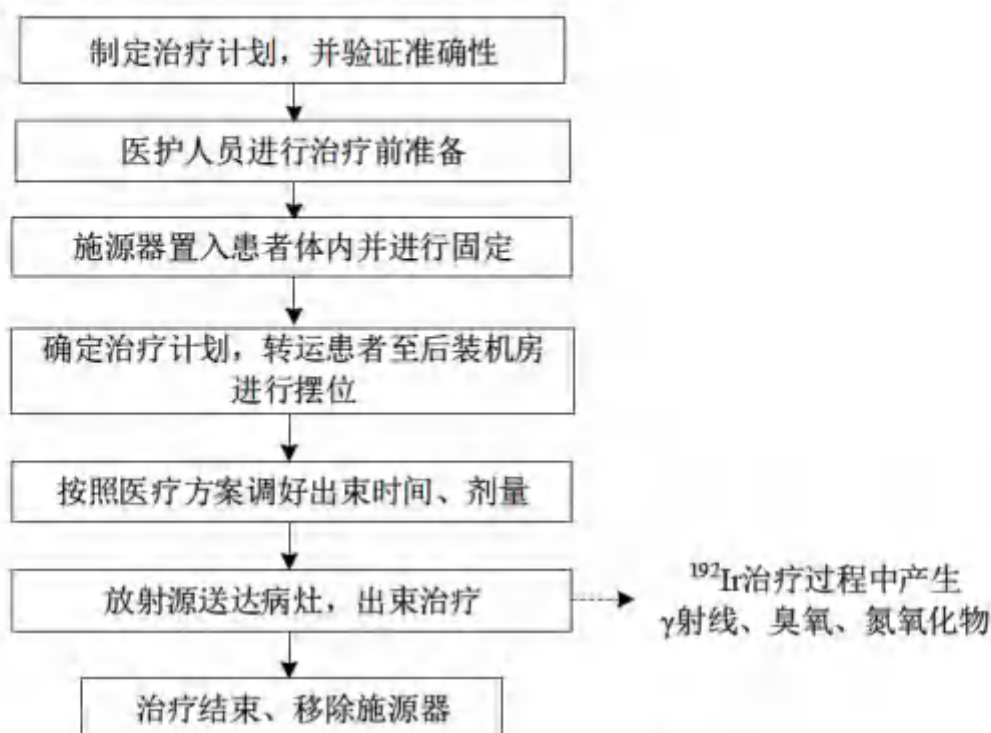 制定治疗计划，并验证准确性
医护人员进行治疗前准备
施源器置入患者体内并进行固定
确定治疗计划，转运患者至后装机房
进行摆位
按照医疗方案调好出束时间、剂量
放射源送达病灶，出束治疗
¹⁹²Ir治疗过程中产生
γ射线、臭氧、氮氧化物
治疗结束、移除施源器